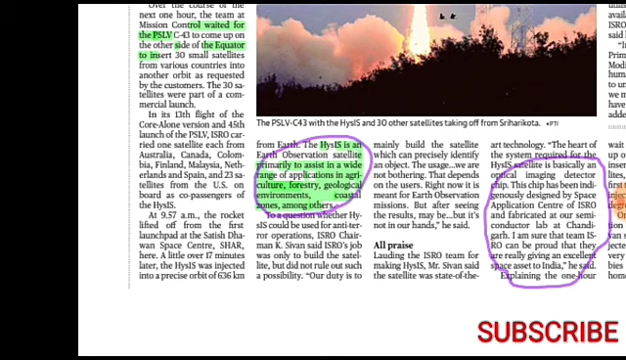 Over the course of the
next one hour, the team at
Mission Control waited for
the PSLV C-43 to come up on
the other side of the Equator
to insert 30 small satellites
from various countries into
another orbit as requested
by the customers. The 30 sa-
tellites were part of a com-
mercial launch.
In its 13th flight of the
Core-Alone version and 45th
launch of the PSLV, ISRO car-
ried one satellite each from
Australia, Canada, Colom-
bia, Finland, Malaysia, Neth-
erlands and Spain, and 23 sa-
tellites from the U.S. on
board as co-passengers of
the HysIS.
At 9.57 a.m., the rocket
lifted off from the first
launchpad at the Satish Dha-
wan Space Centre, SHAR,
here. A little over 17 minutes
later, the HysIS was injected
into a precise orbit of 636 km
The PSLV-C43 with the HysIS and 30 other satellites taking off from Sriharikota. •PTI
from Earth. The HysIS is an
Earth Observation satellite
primarily to assist in a wide
range of applications in agri-
culture, forestry, geological
environments, coastal
zones, among others.
To a question whether Hy-
sIS could be used for anti-ter-
ror operations, ISRO Chair-
man K. Sivan said ISRO's job
was only to build the satel-
lite, but did not rule out such
a possibility. “Our duty is to
mainly build the satellite
which can precisely identify
an object. The usage...we are
not bothering. That depends
on the users. Right now it is
meant for Earth Observation
missions. But after seeing
the results, may be...but it's
not in our hands,” he said.
All praise
Lauding the ISRO team for
making HysIS, Mr. Sivan said
the satellite was state-of-the-
art technology. “The heart of
the system required for the
HysIS satellite is basically an
optical imaging detector
chip. This chip has been indi-
genously designed by Space
Application Centre of ISRO
and fabricated at our semi-
conductor lab at Chandi-
garh. I am sure that team IS-
RO can be proud that they
are really giving an excellent
space asset to India,” he said.
Explaining the one-hour
SUBSCRIBE